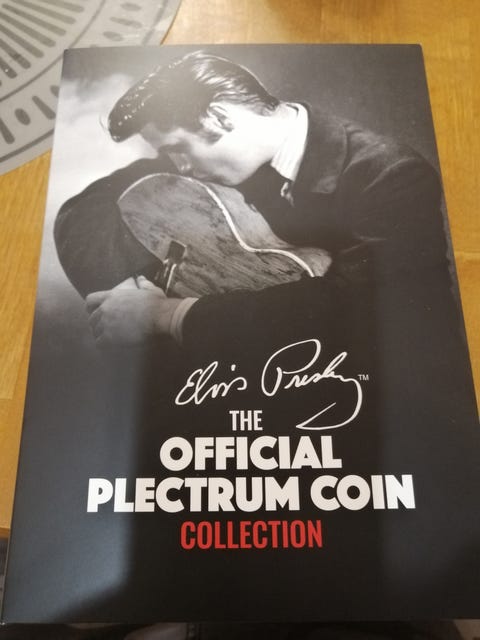 Elvis Presley™
THE
OFFICIAL
PLECTRUM COIN
COLLECTION